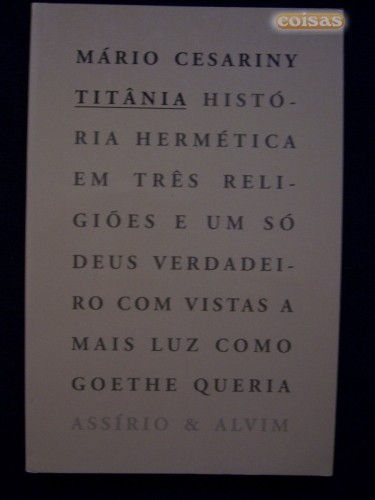 coisas
MÁRIO CESARINY
TITÂNIA HISTÓ-
RIA HERMÉTICA
EM TRÊS RELI-
GIÕES E UM SÓ
DEUS VERDADEI-
RO COM VISTAS A
MAIS LUZ COMO
GOETHE QUERIA
ASSÍRIO & ALVIM